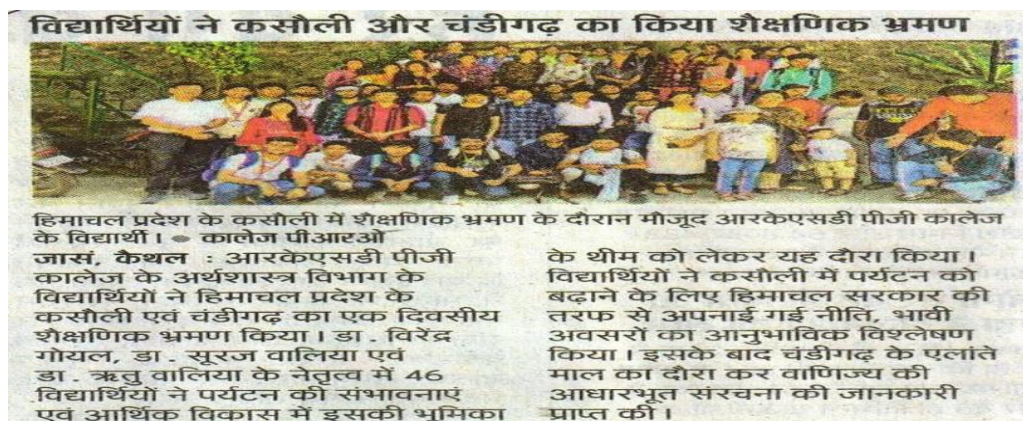 विद्यार्थियों ने कसौली और चंडीगढ़ का किया शैक्षणिक भ्रमण
हिमाचल प्रदेश के कसौली में शैक्षणिक भ्रमण के दौरान मौजूद आरकेएसडी पीजी कालेज
के विद्यार्थी। ● कालेज पीआरओ
जासं, कैथल : आरकेएसडी पीजी
कालेज के अर्थशास्त्र विभाग के
विद्यार्थियों ने हिमाचल प्रदेश के
कसौली एवं चंडीगढ़ का एक दिवसीय
शैक्षणिक भ्रमण किया। डा. विरेंद्र
गोयल, डा. सूरज वालिया एवं
डा. ऋतु वालिया के नेतृत्व में 46
विद्यार्थियों ने पर्यटन की संभावनाएं
एवं आर्थिक विकास में इसकी भूमिका
के थीम को लेकर यह दौरा किया।
विद्यार्थियों ने कसौली में पर्यटन को
बढ़ाने के लिए हिमाचल सरकार की
तरफ से अपनाई गई नीति, भावी
अवसरों का आनुभाविक विश्लेषण
किया। इसके बाद चंडीगढ़ के एलांते
माल का दौरा कर वाणिज्य की
आधारभूत संरचना की जानकारी
प्राप्त की।